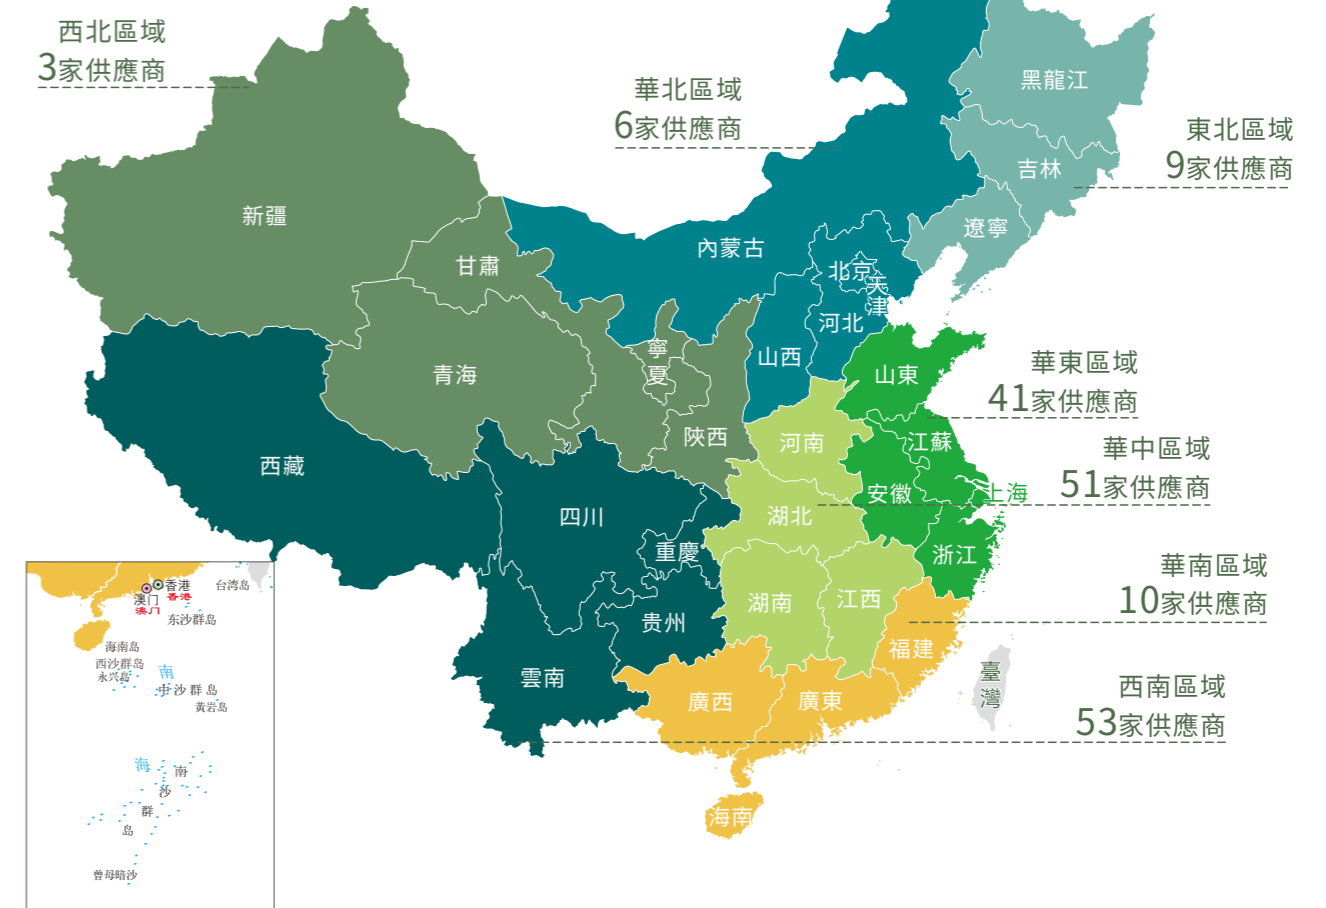 西北區域
3家供應商
華北區域
6家供應商
東北區域
9家供應商
華東區域
41家供應商
華中區域
51家供應商
華南區域
10家供應商
西南區域
53家供應商
黑龍江
吉林
遼寧
新疆
甘肅
內蒙古
北京
天津
河北
山西
寧夏
青海
陝西
山東
河南
江蘇
安徽
上海
西藏
四川
湖北
重慶
浙江
湖南
江西
贵州
福建
雲南
廣西
廣東
臺灣
海南
香港
香港
澳门
澳门
台湾岛
东沙群岛
海南岛
西沙群岛
永兴岛
南
中沙群岛
黄岩岛
海
南
沙
群
岛
曾母暗沙